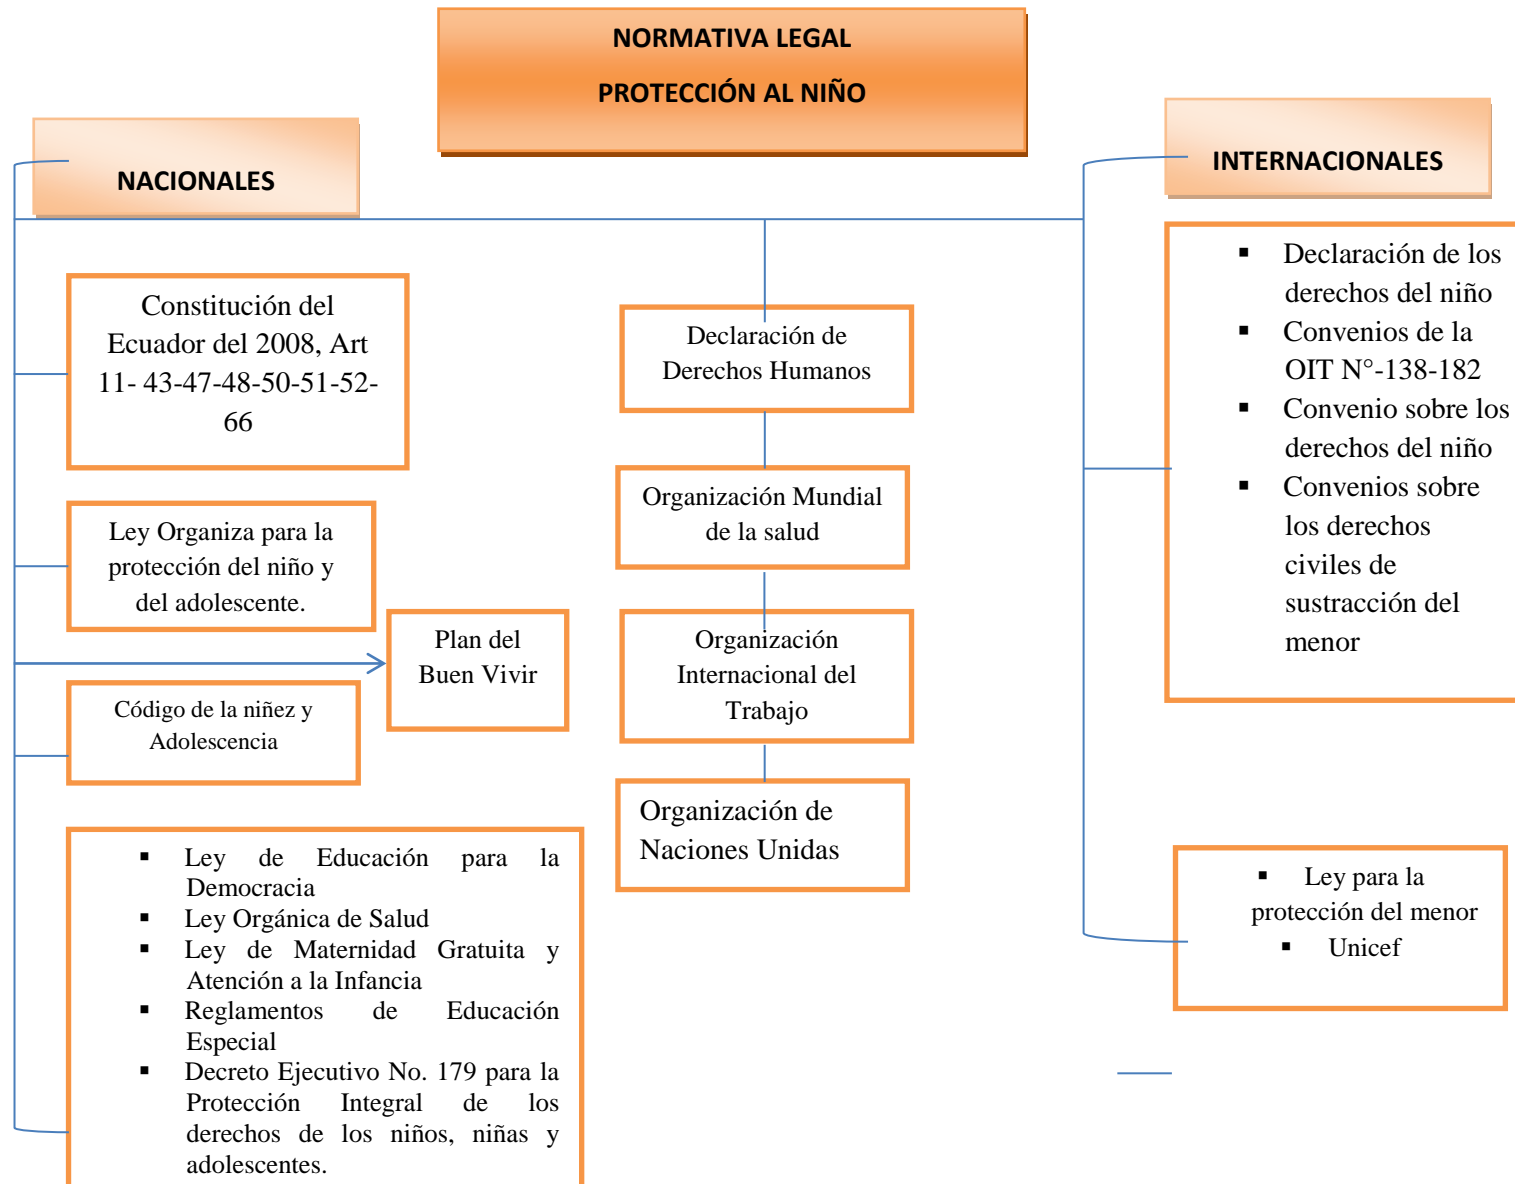 NORMATIVA LEGAL
PROTECCIÓN AL NIÑO
NACIONALES
Constitución del
Ecuador del 2008, Art
11- 43-47-48-50-51-52-
66
Ley Organiza para la
protección del niño y
del adolescente.
Plan del
Buen Vivir
Código de la niñez y
Adolescencia
▪ Ley de Educación para la
Democracia
▪ Ley Orgánica de Salud
▪ Ley de Maternidad Gratuita y
Atención a la Infancia
▪ Reglamentos de Educación
Especial
▪ Decreto Ejecutivo No. 179 para la
Protección Integral de los
derechos de los niños, niñas y
adolescentes.
Declaración de
Derechos Humanos
Organización Mundial
de la salud
Organización
Internacional del
Trabajo
Organización de
Naciones Unidas
INTERNACIONALES
▪ Declaración de los
derechos del niño
▪ Convenios de la
OIT N°-138-182
▪ Convenio sobre los
derechos del niño
▪ Convenios sobre
los derechos
civiles de
sustracción del
menor
▪ Ley para la
protección del menor
▪ Unicef